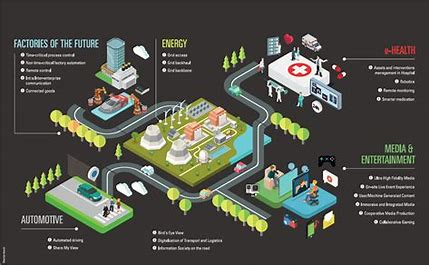 FACTORIES OF THE FUTURE
Time-critical process control
Non time-critical factory automation
Remote control
Intra/Inter-enterprise
communication
Connected goods
ENERGY
Grid access
Grid backhaul
Grid backbone
e-HEALTH
Assets and interventions
management in Hospital
Robotics
Remote monitoring
Smarter medication
MEDIA &
ENTERTAINMENT
Ultra High Fidelity Media
On-site Live Event Experience
User/Machine Generated Content
Immersive and Integrated Media
Cooperative Media Production
Collaborative Gaming
AUTOMOTIVE
Automated driving
Share My View
Bird's Eye View
Digitalization of Transport and Logistics
Information Society on the road